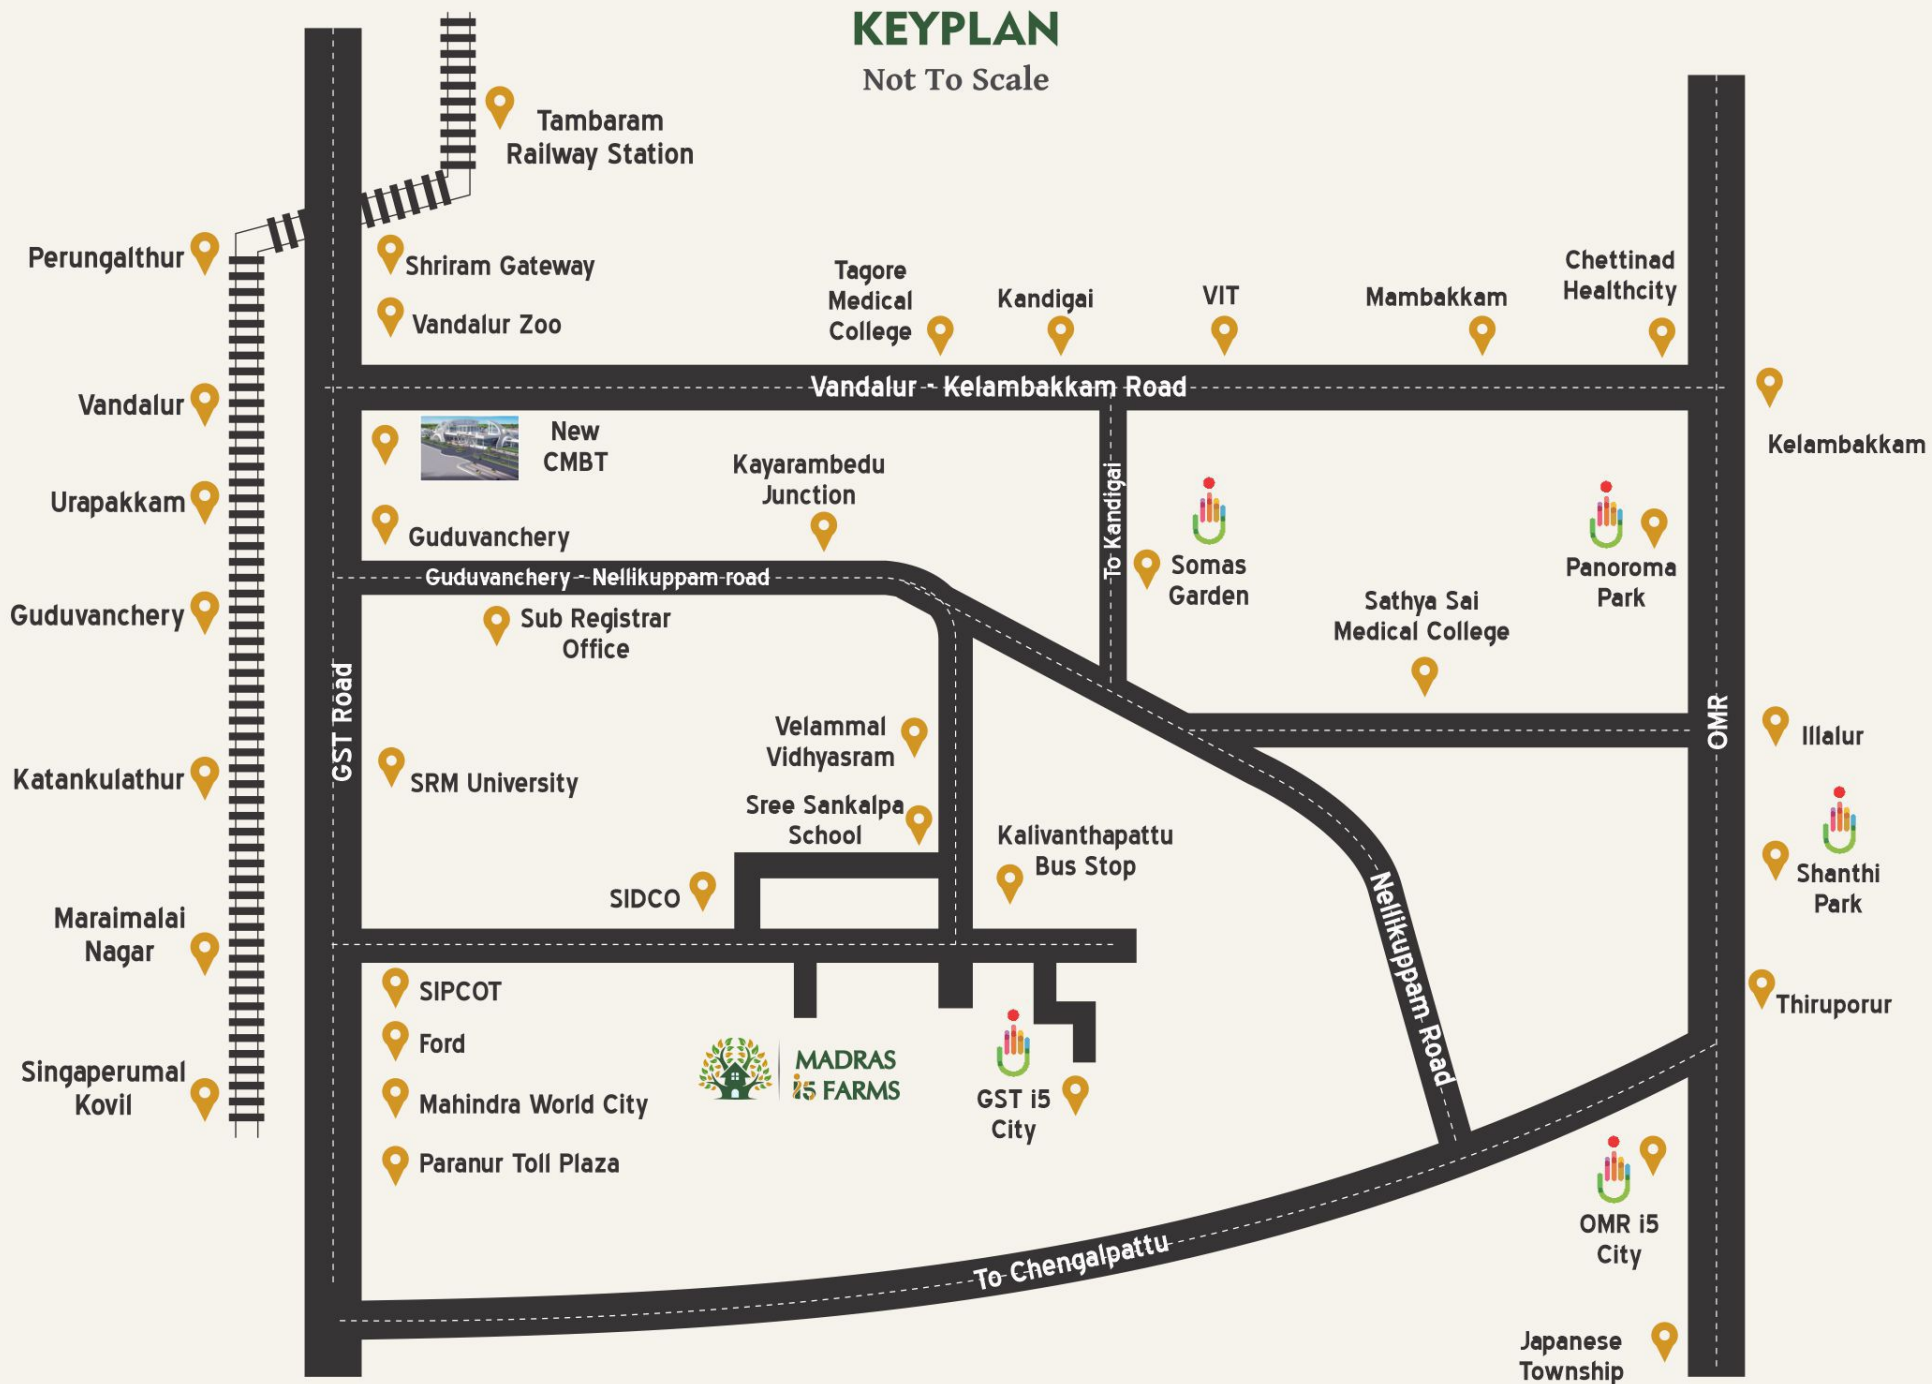 KEYPLAN
Not To Scale
Tambaram
Railway Station
Perungalthur
Shriram Gateway
Vandalur Zoo
Tagore
Medical
College
Kandigai
VIT
Mambakkam
Chettinad
Healthcity
Vandalur - Kelambakkam Road
Vandalur
Kelambakkam
New
CMBT
Kayarambedu
Junction
Urapakkam
Guduvanchery
To Kandigai
Somas
Garden
Panoroma
Park
Guduvanchery - Nellikuppam road
Guduvanchery
Sub Registrar
Office
Sathya Sai
Medical College
GST Road
OMR
Illalur
Velammal
Vidhyasram
Katankulathur
SRM University
Sree Sankalpa
School
Kalivanthapattu
Bus Stop
SIDCO
Shanthi
Park
Maraimalai
Nagar
Nellikuppam Road
SIPCOT
Thiruporur
Ford
Singaperumal
Kovil
MADRAS
i5 FARMS
Mahindra World City
GST i5
City
Paranur Toll Plaza
OMR i5
City
To Chengalpattu
Japanese
Township